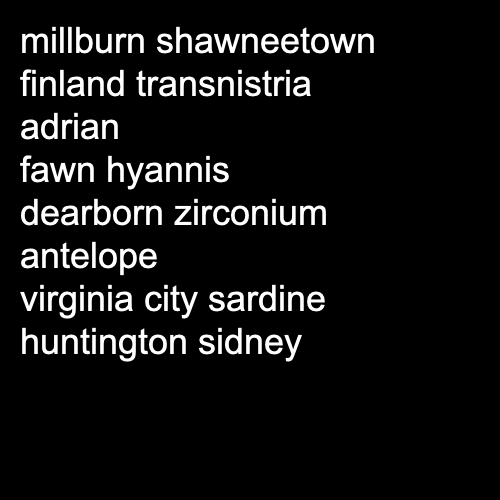 millburn shawneetown
finland transnistria
adrian
fawn hyannis
dearborn zirconium
antelope
virginia city sardine
huntington sidney